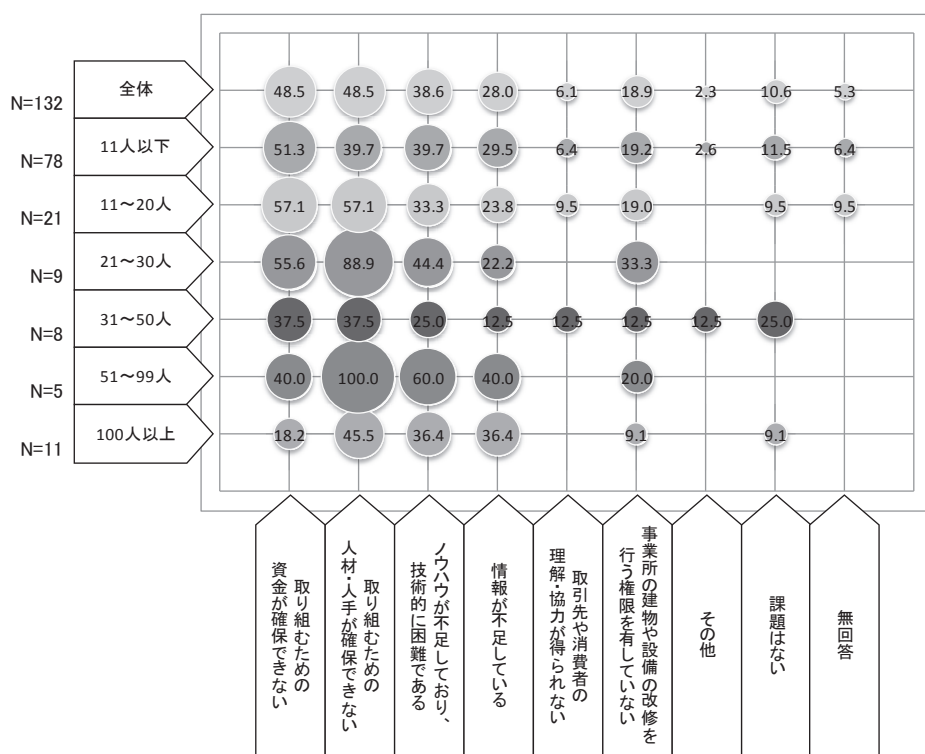 全体
N=132
48.5 48.5 38.6 28.0 6.1 18.9 2.3 10.6 5.3
11人以下
N=78
51.3 39.7 39.7 29.5 6.4 19.2 2.6 11.5 6.4
11～20人
N=21
57.1 57.1 33.3 23.8 9.5 19.0 9.5 9.5
21～30人
N=9
55.6 88.9 44.4 22.2 33.3
31～50人
N=8
37.5 37.5 25.0 12.5 12.5 12.5 12.5 25.0
51～99人
N=5
40.0 100.0 60.0 40.0 20.0
100人以上
N=11
18.2 45.5 36.4 36.4 9.1 9.1
取り組むための
資金が確保できない
取り組むための
人材・人手が確保できない
ノウハウが不足しており、
技術的に困難である
情報が不足している
取引先や消費者の
理解・協力が得られない
事業所の建物や設備の改修を
行う権限を有していない
その他
課題はない
無回答